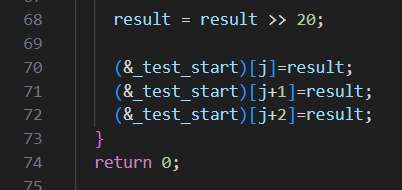 68 result = result >> 20;
69
70 (&_test_start)[j]=result;
71 (&_test_start)[j+1]=result;
72 (&_test_start)[j+2]=result;
73 }
74 return 0;
75